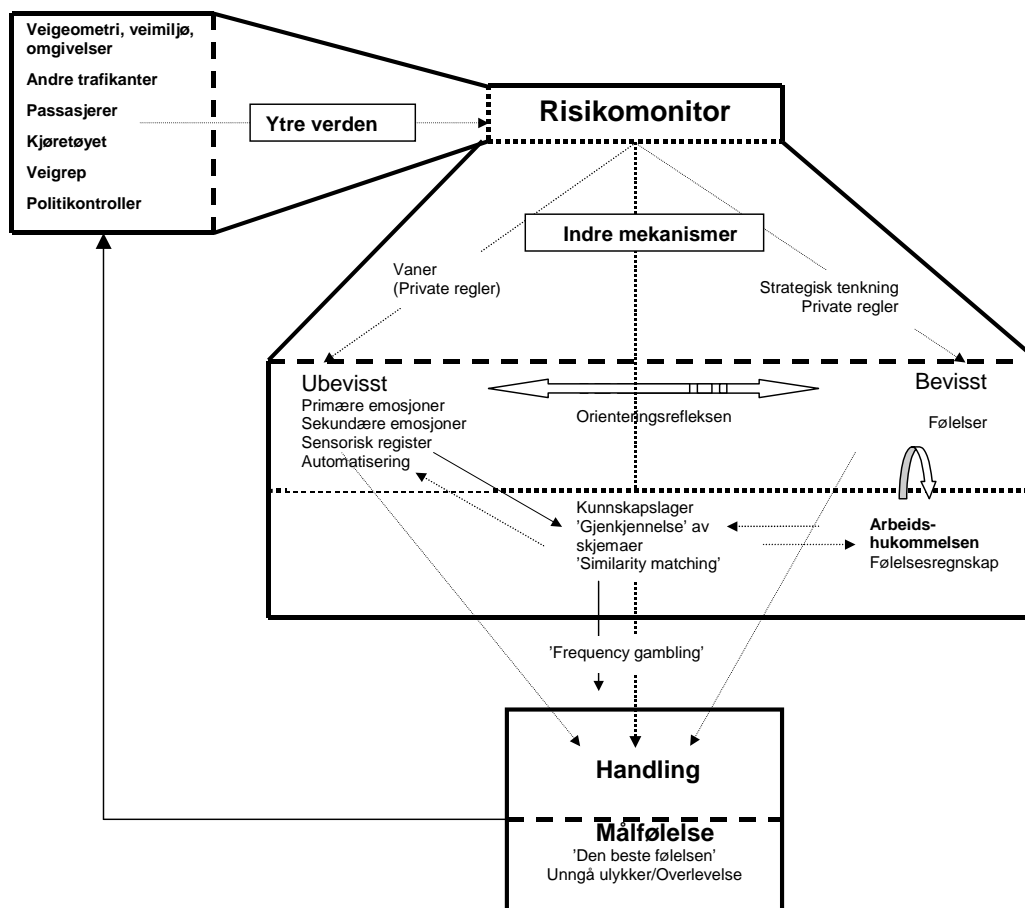 Veigeometri, veimiljø,
omgivelser
Andre trafikanter
Passasjerer
Kjøretøyet
Veigrep
Politikontroller
Ytre verden
Risikomonitor
Indre mekanismer
Vaner
(Private regler)
Strategisk tenkning
Private regler
Ubevisst
Primære emosjoner
Sekundære emosjoner
Sensorisk register
Automatisering
Orienteringsrefleksen
Bevisst
Følelser
Kunnskapslager
'Gjenkjennelse' av
skjemaer
'Similarity matching'
Arbeids-
hukommelsen
Følelsesregnskap
'Frequency gambling'
Handling
Målfølelse
'Den beste følelsen'
Unngå ulykker/Overlevelse